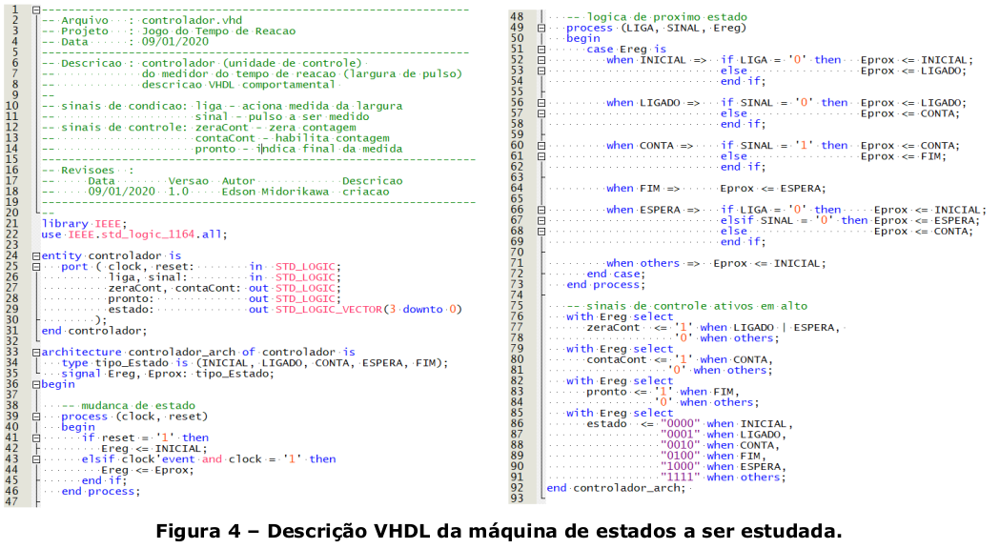 1 --------------------------------------------------------------------
2 -- Arquivo   : controlador.vhd
3 -- Projeto   : Jogo do Tempo de Reacao
4 -- Data      : 09/01/2020
5 --------------------------------------------------------------------
6 -- Descricao : controlador (unidade de controle)
7 --             do medidor do tempo de reacao (largura de pulso)
8 --             descricao VHDL comportamental
9 --
10 -- sinais de condicao: liga - aciona medida da largura
11 --                     sinal - pulso a ser medido
12 -- sinais de controle: zeraCont - zera contagem
13 --                     contaCont - habilita contagem
14 --                     pronto - indica final da medida
15 --------------------------------------------------------------------
16 -- Revisoes  :
17 --     Data        Versao  Autor             Descricao
18 --     09/01/2020  1.0     Edson Midorikawa  criacao
19 --------------------------------------------------------------------
20 --
21 library IEEE;
22 use IEEE.std_logic_1164.all;
23
24 entity controlador is
25    port ( clock, reset:        in  STD_LOGIC;
26           liga, sinal:         in  STD_LOGIC;
27           zeraCont, contaCont: out STD_LOGIC;
28           pronto:              out STD_LOGIC;
29           estado:              out STD_LOGIC_VECTOR(3 downto 0)
30         );
31 end controlador;
32
33 architecture controlador_arch of controlador is
34    type tipo_Estado is (INICIAL, LIGADO, CONTA, ESPERA, FIM);
35    signal Ereg, Eprox: tipo_Estado;
36 begin
37
38    -- mudanca de estado
39    process (clock, reset)
40    begin
41       if reset = '1' then
42          Ereg <= INICIAL;
43       elsif clock'event and clock = '1' then
44          Ereg <= Eprox;
45       end if;
46    end process;
47
48    -- logica de proximo estado
49    process (LIGA, SINAL, Ereg)
50    begin
51       case Ereg is
52          when INICIAL =>  if LIGA = '0' then   Eprox <= INICIAL;
53                           else                 Eprox <= LIGADO;
54                           end if;
55
56          when LIGADO =>   if SINAL = '0' then  Eprox <= LIGADO;
57                           else                 Eprox <= CONTA;
58                           end if;
59
60          when CONTA =>    if SINAL = '1' then  Eprox <= CONTA;
61                           else                 Eprox <= FIM;
62                           end if;
63
64          when FIM =>      Eprox <= ESPERA;
65
66          when ESPERA =>   if LIGA = '0' then     Eprox <= INICIAL;
67                           elsif SINAL = '0' then Eprox <= ESPERA;
68                           else                   Eprox <= CONTA;
69                           end if;
70
71          when others =>  Eprox <= INICIAL;
72       end case;
73    end process;
74
75    -- sinais de controle ativos em alto
76    with Ereg select
77       zeraCont  <= '1' when LIGADO | ESPERA,
78                    '0' when others;
79    with Ereg select
80       contaCont <= '1' when CONTA,
81                   '0' when others;
82    with Ereg select
83       pronto <= '1' when FIM,
84                 '0' when others;
85    with Ereg select
86       estado  <= "0000" when INICIAL,
87                  "0001" when LIGADO,
88                  "0010" when CONTA,
89                  "0100" when FIM,
90                  "1000" when ESPERA,
91                  "1111" when others;
92 end controlador_arch;
93
Figura 4 – Descrição VHDL da máquina de estados a ser estudada.